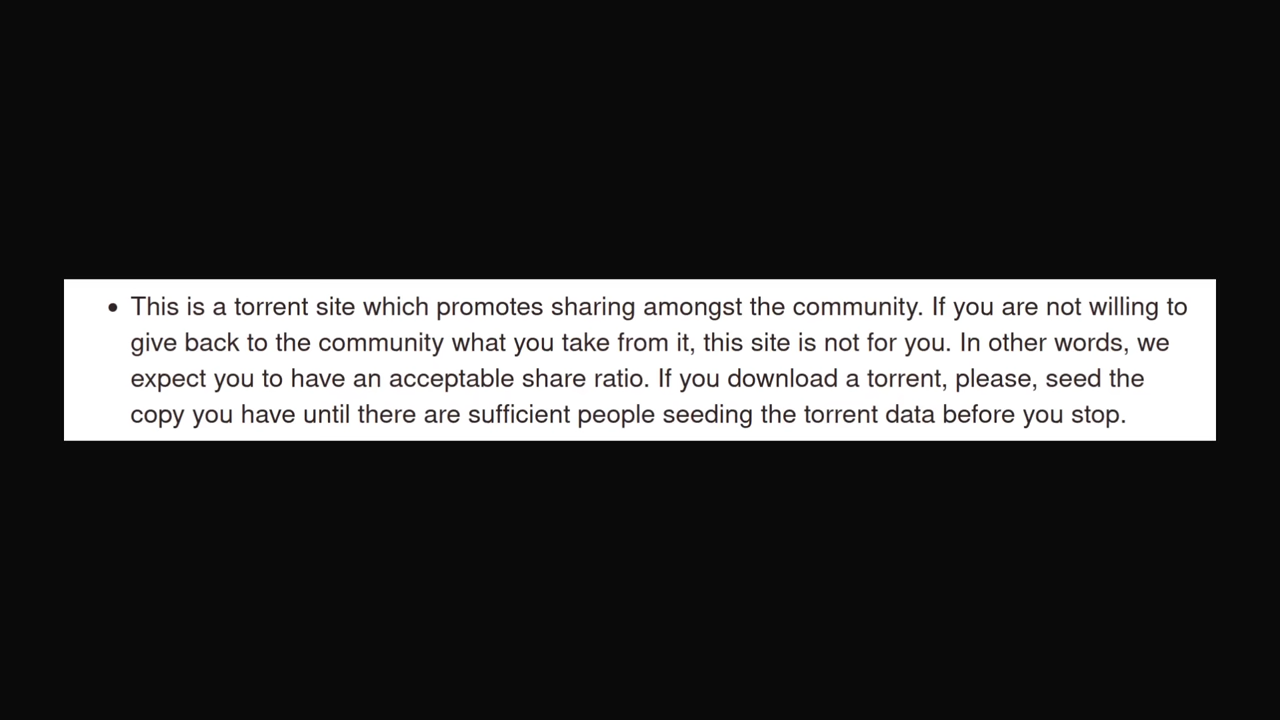 • This is a torrent site which promotes sharing amongst the community. If you are not willing to
give back to the community what you take from it, this site is not for you. In other words, we
expect you to have an acceptable share ratio. If you download a torrent, please, seed the
copy you have until there are sufficient people seeding the torrent data before you stop.